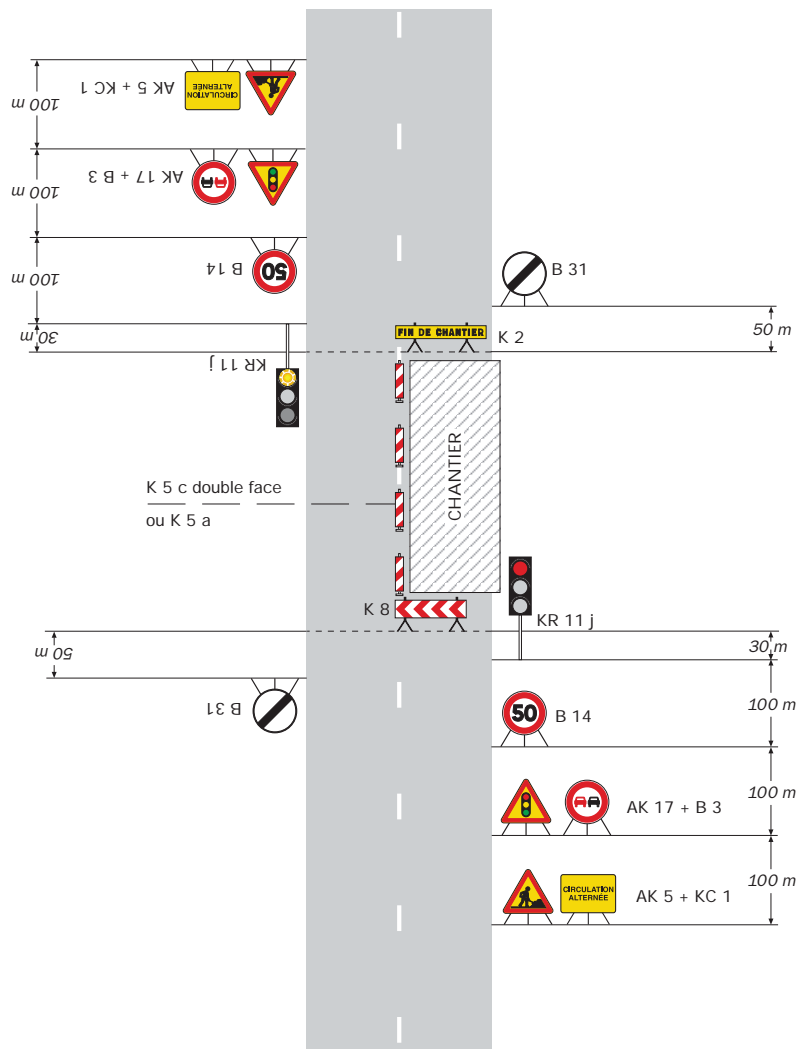 100 m
AK 5 + KC 1
CIRCULATION
ALTERNÉE
100 m
AK 17 + B 3
100 m
B 14
50
30 m
KR 11 j
B 31
50 m
FIN DE CHANTIER
K 2
CHANTIER
K 5 c double face
ou K 5 a
K 8
KR 11 j
50 m
B 31
30 m
50
B 14
100 m
AK 17 + B 3
100 m
CIRCULATION
ALTERNÉE
AK 5 + KC 1
100 m